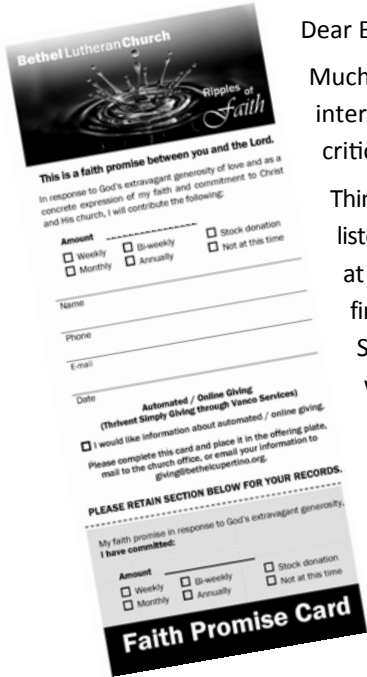 Bethel Lutheran Church
Ripples of
Faith
This is a faith promise between you and the Lord.
In response to God's extravagant generosity of love and as a
concrete expression of my faith and commitment to Christ
and His church, I will contribute the following:
Amount
Weekly Bi-weekly Stock donation
Monthly Annually Not at this time
Name
Phone
E-mail
Date
Automated / Online Giving
(Thrivent Simply Giving through Vanco Services)
I would like information about automated / online giving.
Please complete this card and place it in the offering plate,
mail to the church office, or email your information to
giving@bethelcupertino.org.
PLEASE RETAIN SECTION BELOW FOR YOUR RECORDS.
My faith promise in response to God's extravagant generosity,
I have committed:
Amount
Weekly Bi-weekly Stock donation
Monthly Annually Not at this time
Faith Promise Card
Dear B
Much
inter
critic
Thin
liste
at
fin
S